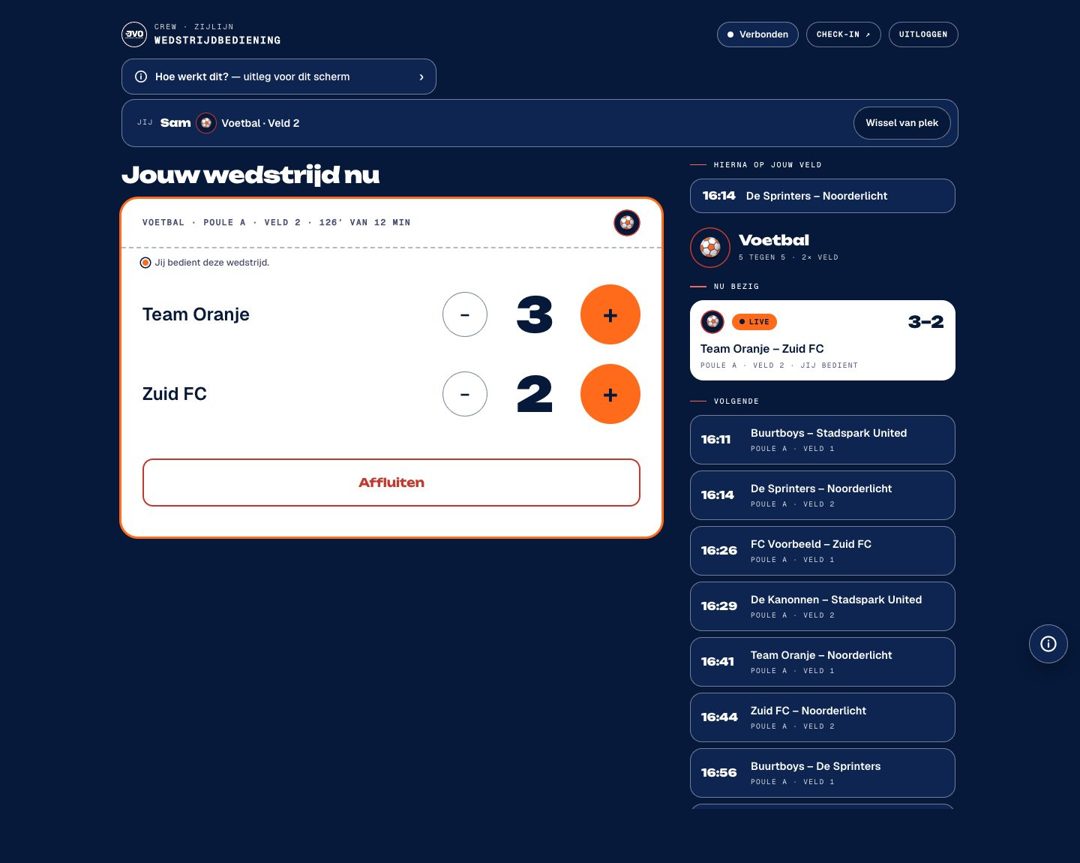 JVO
CREW · ZIJLIJN
WEDSTRIJDBEDIENING
Verbonden
CHECK-IN ↗
UITLOGGEN
Hoe werkt dit? — uitleg voor dit scherm
JIJ Sam Voetbal · Veld 2
Wissel van plek
Jouw wedstrijd nu
VOETBAL · POULE A · VELD 2 · 126' VAN 12 MIN
Jij bedient deze wedstrijd.
Team Oranje
− 3 +
Zuid FC
− 2 +
Affluiten
HIERNA OP JOUW VELD
16:14 De Sprinters – Noorderlicht
Voetbal
5 TEGEN 5 · 2× VELD
NU BEZIG
LIVE
3–2
Team Oranje – Zuid FC
POULE A · VELD 2 · JIJ BEDIENT
VOLGENDE
16:11 Buurtboys – Stadspark United
POULE A · VELD 1
16:14 De Sprinters – Noorderlicht
POULE A · VELD 2
16:26 FC Voorbeeld – Zuid FC
POULE A · VELD 1
16:29 De Kanonnen – Stadspark United
POULE A · VELD 2
16:41 Team Oranje – Noorderlicht
POULE A · VELD 1
16:44 Zuid FC – Noorderlicht
POULE A · VELD 2
16:56 Buurtboys – De Sprinters
POULE A · VELD 1